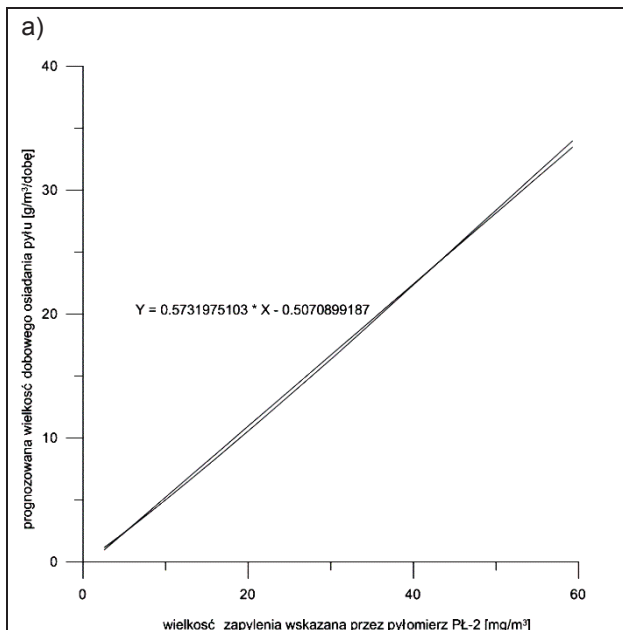 a)
40
30
20
10
0
prognozowana wielkość dobowego osiadania pyłu [g/m³/dobę]
Y = 0.5731975103 * X - 0.5070899187
0
20
40
60
wielkość zapylenia wskazana przez pyłomierz PŁ-2 [mg/m³]